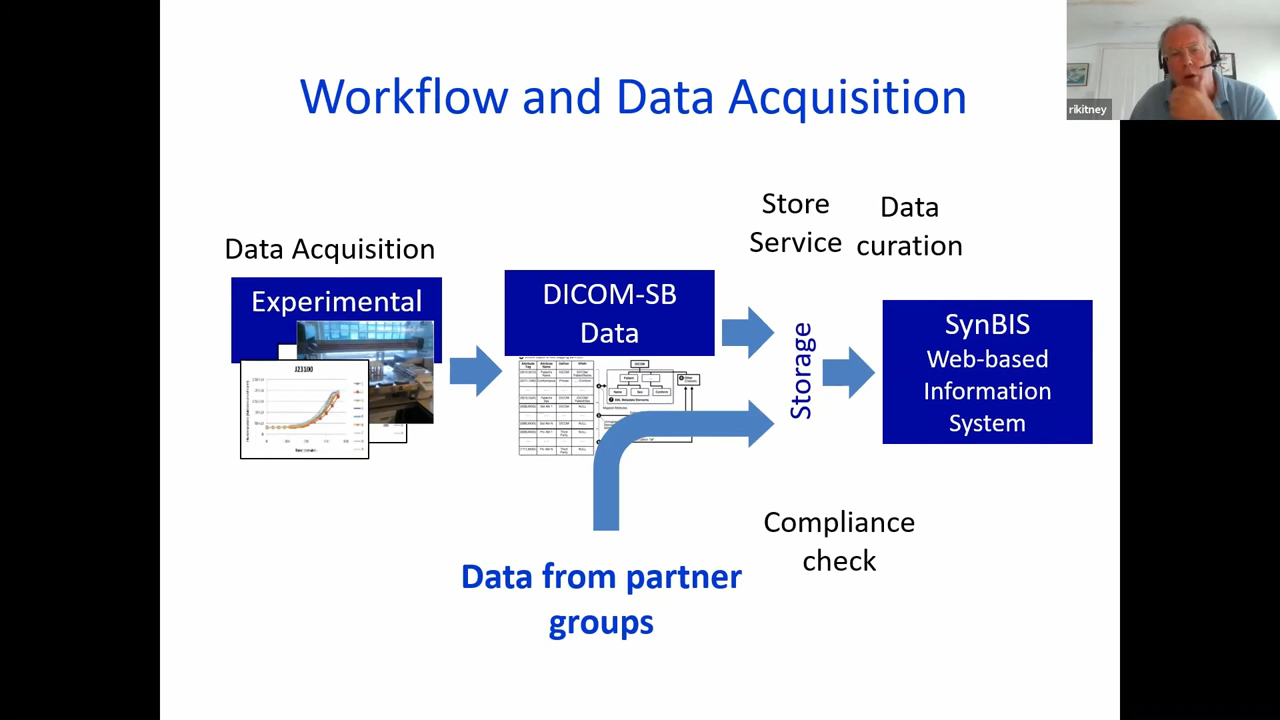 Workflow and Data Acquisition
rikitney
Store
Service
Data
curation
Data Acquisition
Experimental
J23100
DICOM-SB
Data
Storage
SynBIS
Web-based
Information
System
Compliance
check
Data from partner
groups